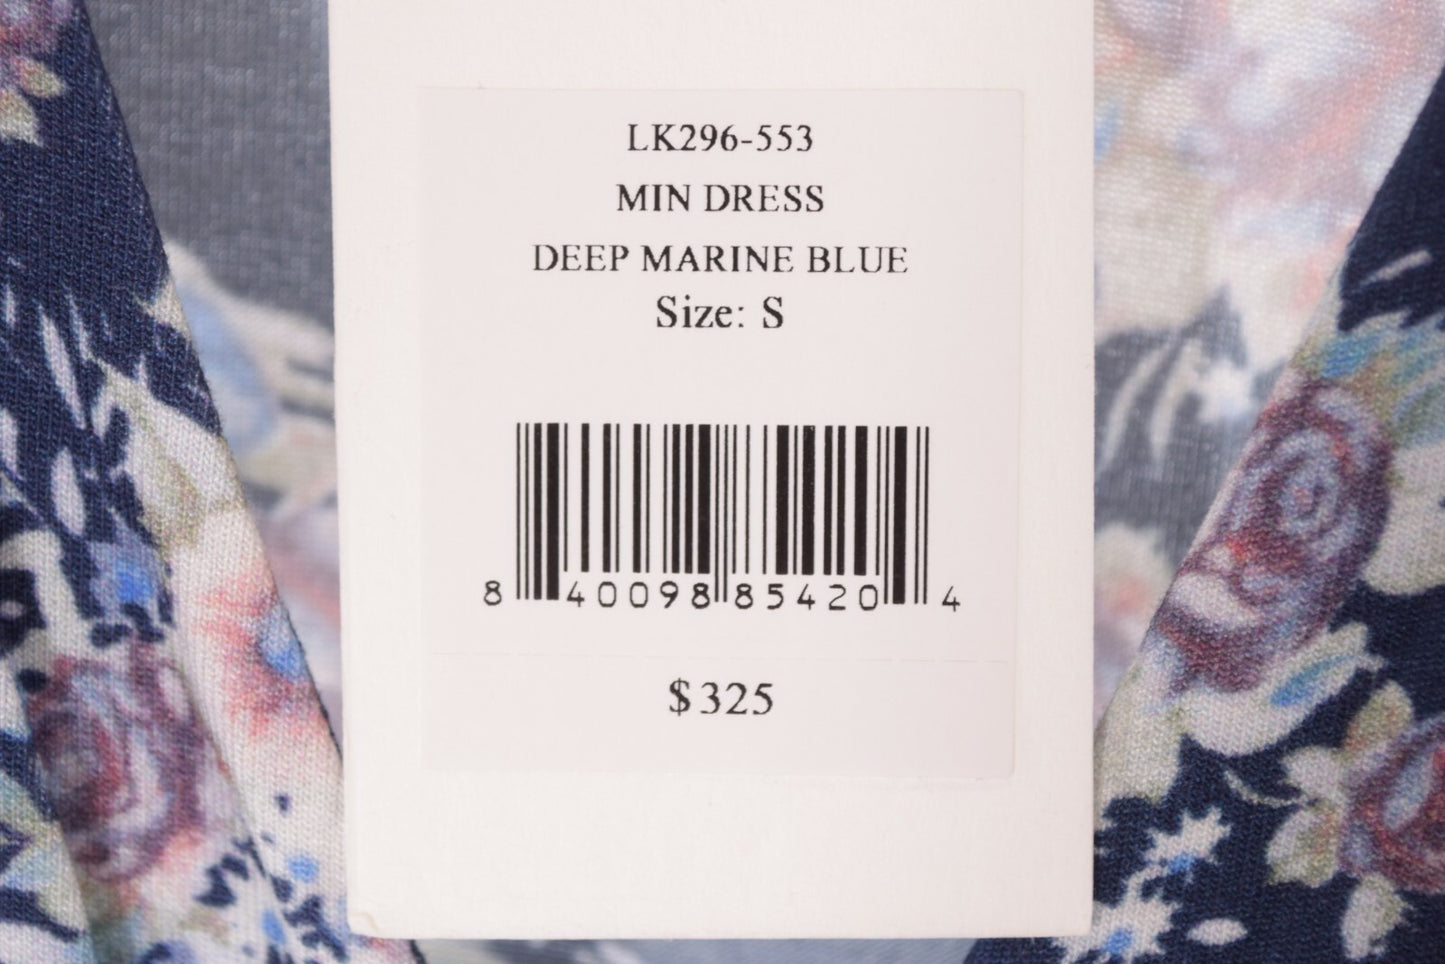 LK296-553
MIN DRESS
DEEP MARINE BLUE
Size: S
8 40098 85420 4
$325